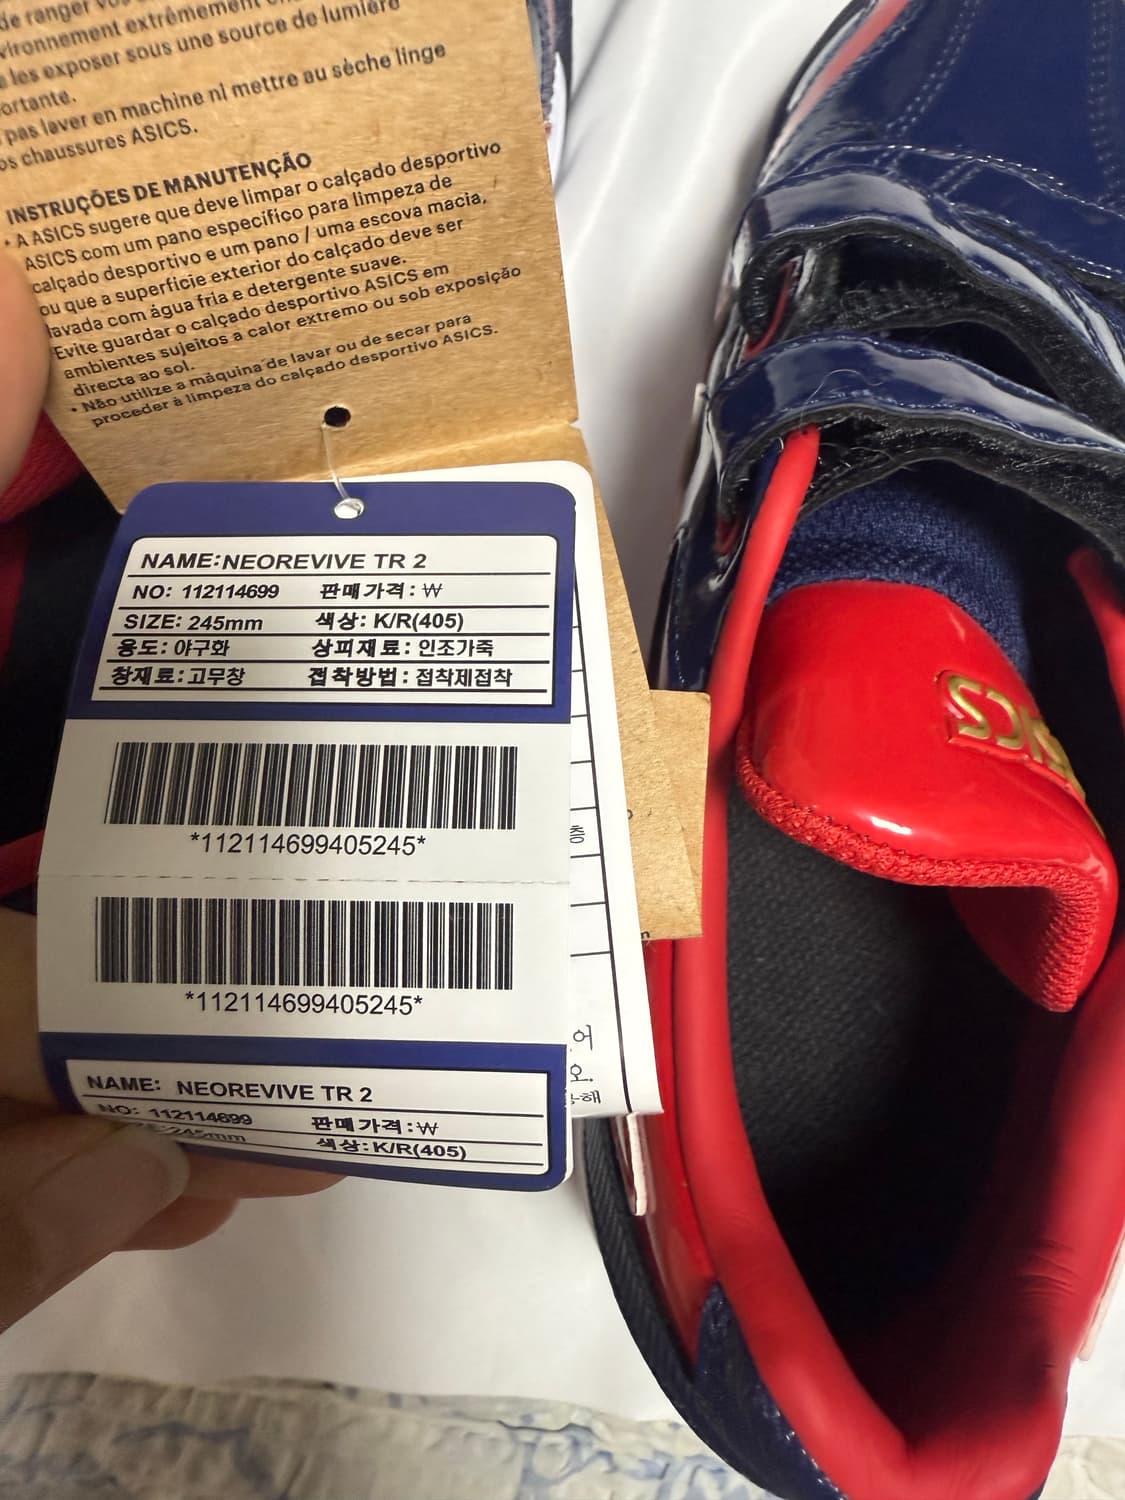 de ranger vos
environnement extrêmement
e les exposer sous une source de lumière
ortante.
pas laver en machine ni mettre au sèche linge
os chaussures ASICS.
INSTRUÇÕES DE MANUTENÇÃO
• A ASICS sugere que deve limpar o calçado desportivo
ASICS com um pano específico para limpeza de
calçado desportivo e um pano / uma escova macia,
ou que a superfície exterior do calçado deve ser
lavada com água fria e detergente suave.
Evite guardar o calçado desportivo ASICS em
ambientes sujeitos a calor extremo ou sob exposição
directa ao sol.
• Não utilize a máquina de lavar ou de secar para
proceder à limpeza do calçado desportivo ASICS.
NAME: NEOREVIVE TR 2
NO: 112114699 판매가격: ₩
SIZE: 245mm 색상: K/R(405)
용도: 야구화 상피재료: 인조가죽
창재료: 고무창 접착방법: 접착제접착
*112114699405245*
*112114699405245*
NAME: NEOREVIVE TR 2
NO: 112114699 판매가격: ₩
245mm 색상: K/R(405)
층
어
오.
해
ASICS